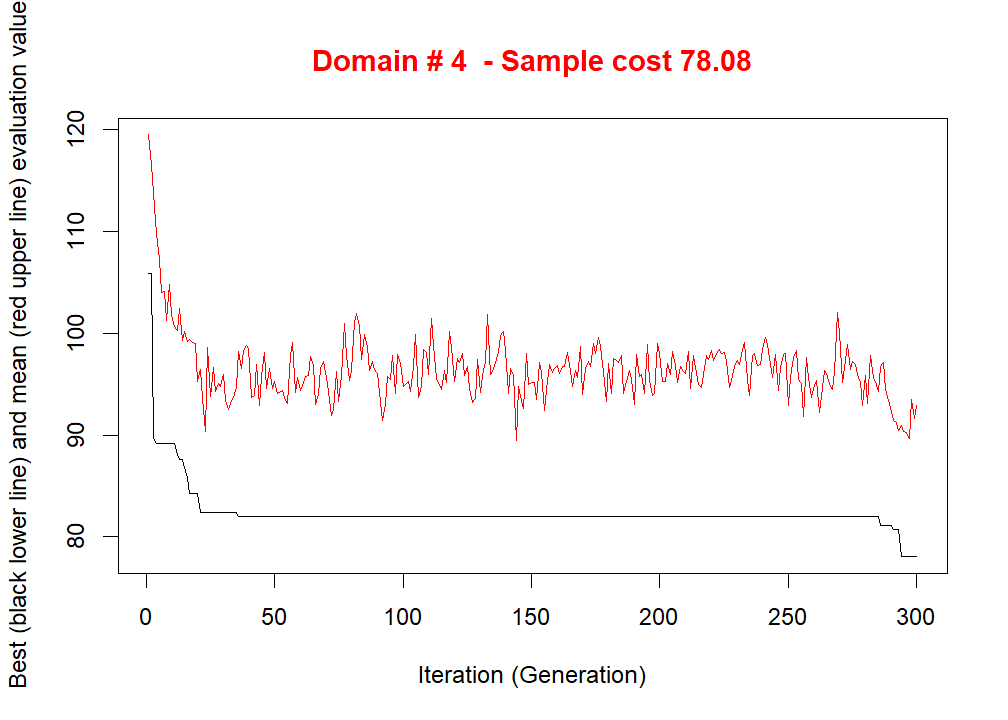 Domain # 4  - Sample cost 78.08
Best (black lower line) and mean (red upper line) evaluation value
120
110
100
90
80
0 50 100 150 200 250 300
Iteration (Generation)